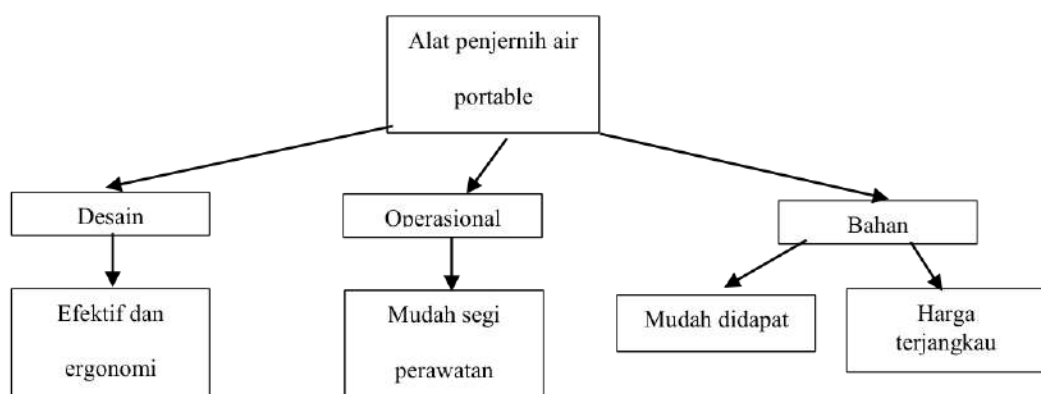 Alat penjernih air
portable
Desain
Operasional
Bahan
Efektif dan
ergonomi
Mudah segi
perawatan
Mudah didapat
Harga
terjangkau